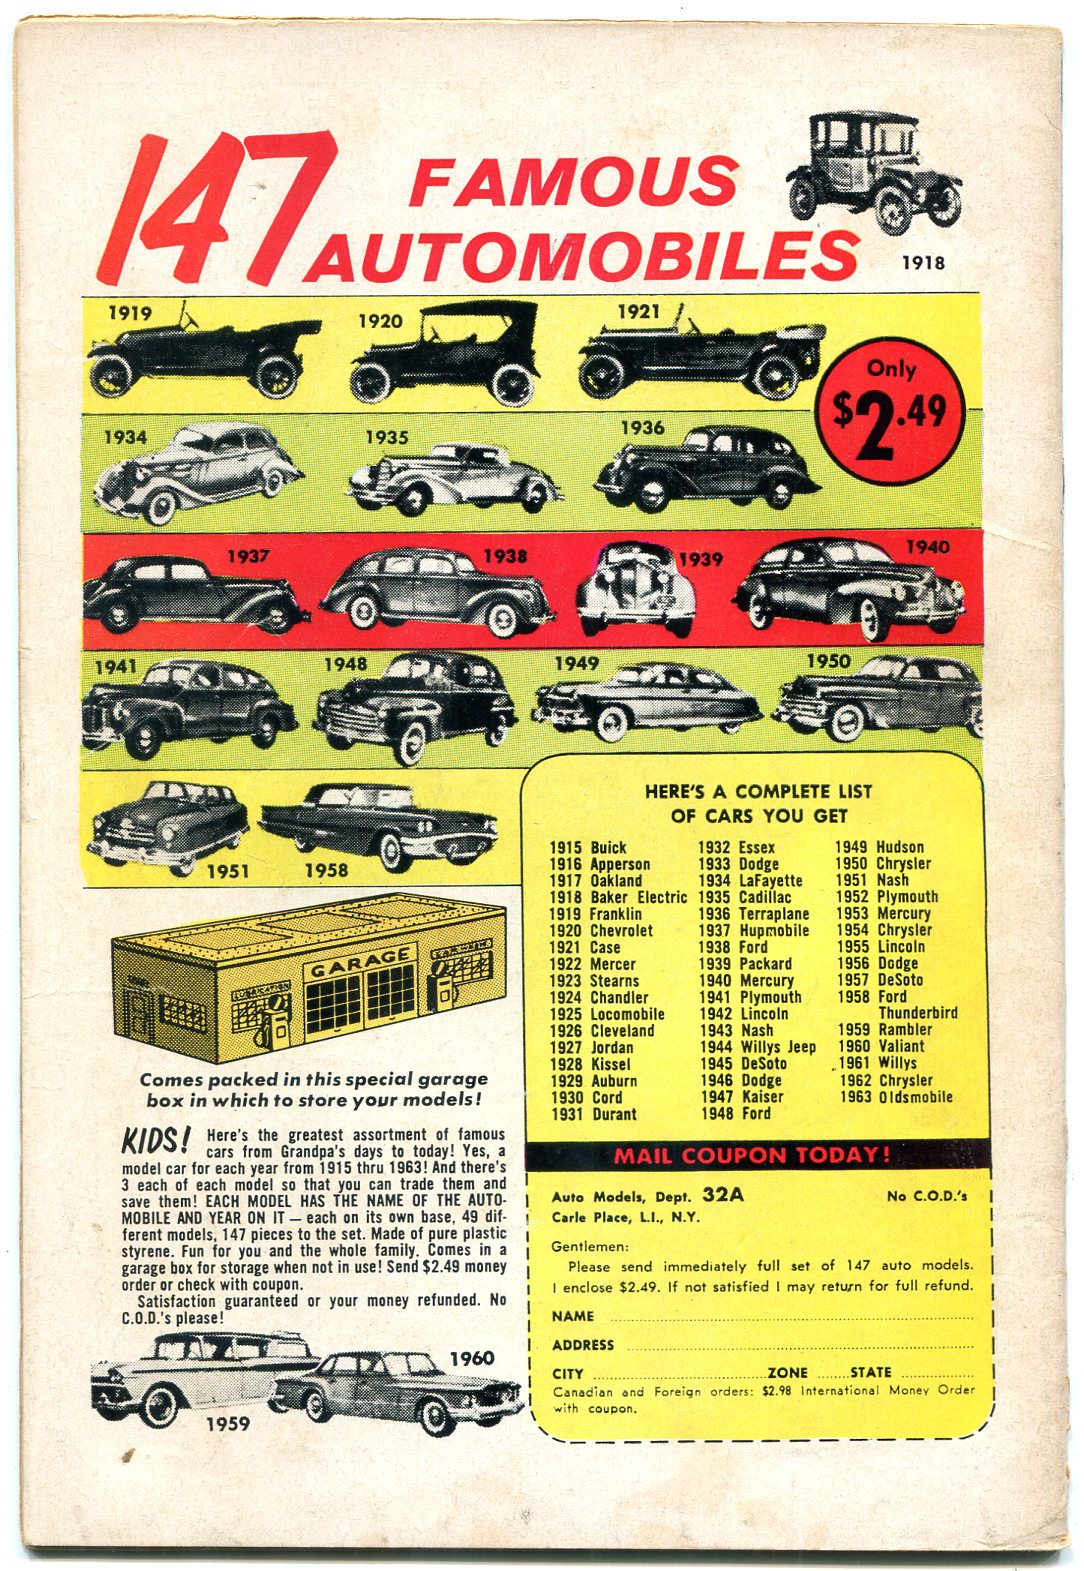 147 FAMOUS
AUTOMOBILES
1918
1919
1920
1921
Only
$2.49
1934
1935
1936
1937
1938
1939
1940
1941
1948
1949
1950
1951
1958
GARAGE
LUBRICATION
CAR WASH
Comes packed in this special garage
box in which to store your models!
KIDS! Here's the greatest assortment of famous
cars from Grandpa's days to today! Yes, a
model car for each year from 1915 thru 1963! And there's
3 each of each model so that you can trade them and
save them! EACH MODEL HAS THE NAME OF THE AUTO-
MOBILE AND YEAR ON IT — each on its own base, 49 dif-
ferent models, 147 pieces to the set. Made of pure plastic
styrene. Fun for you and the whole family. Comes in a
garage box for storage when not in use! Send $2.49 money
order or check with coupon.
Satisfaction guaranteed or your money refunded. No
C.O.D.'s please!
1959
1960
HERE'S A COMPLETE LIST
OF CARS YOU GET
1915 Buick
1916 Apperson
1917 Oakland
1918 Baker Electric
1919 Franklin
1920 Chevrolet
1921 Case
1922 Mercer
1923 Stearns
1924 Chandler
1925 Locomobile
1926 Cleveland
1927 Jordan
1928 Kissel
1929 Auburn
1930 Cord
1931 Durant
1932 Essex
1933 Dodge
1934 LaFayette
1935 Cadillac
1936 Terraplane
1937 Hupmobile
1938 Ford
1939 Packard
1940 Mercury
1941 Plymouth
1942 Lincoln
1943 Nash
1944 Willys Jeep
1945 DeSoto
1946 Dodge
1947 Kaiser
1948 Ford
1949 Hudson
1950 Chrysler
1951 Nash
1952 Plymouth
1953 Mercury
1954 Chrysler
1955 Lincoln
1956 Dodge
1957 DeSoto
1958 Ford
Thunderbird
1959 Rambler
1960 Valiant
1961 Willys
1962 Chrysler
1963 Oldsmobile
MAIL COUPON TODAY!
Auto Models, Dept. 32A No C.O.D.'s
Carle Place, L.I., N.Y.
Gentlemen:
Please send immediately full set of 147 auto models.
I enclose $2.49. If not satisfied I may return for full refund.
NAME
ADDRESS
CITY ZONE STATE
Canadian and Foreign orders: $2.98 International Money Order
with coupon.